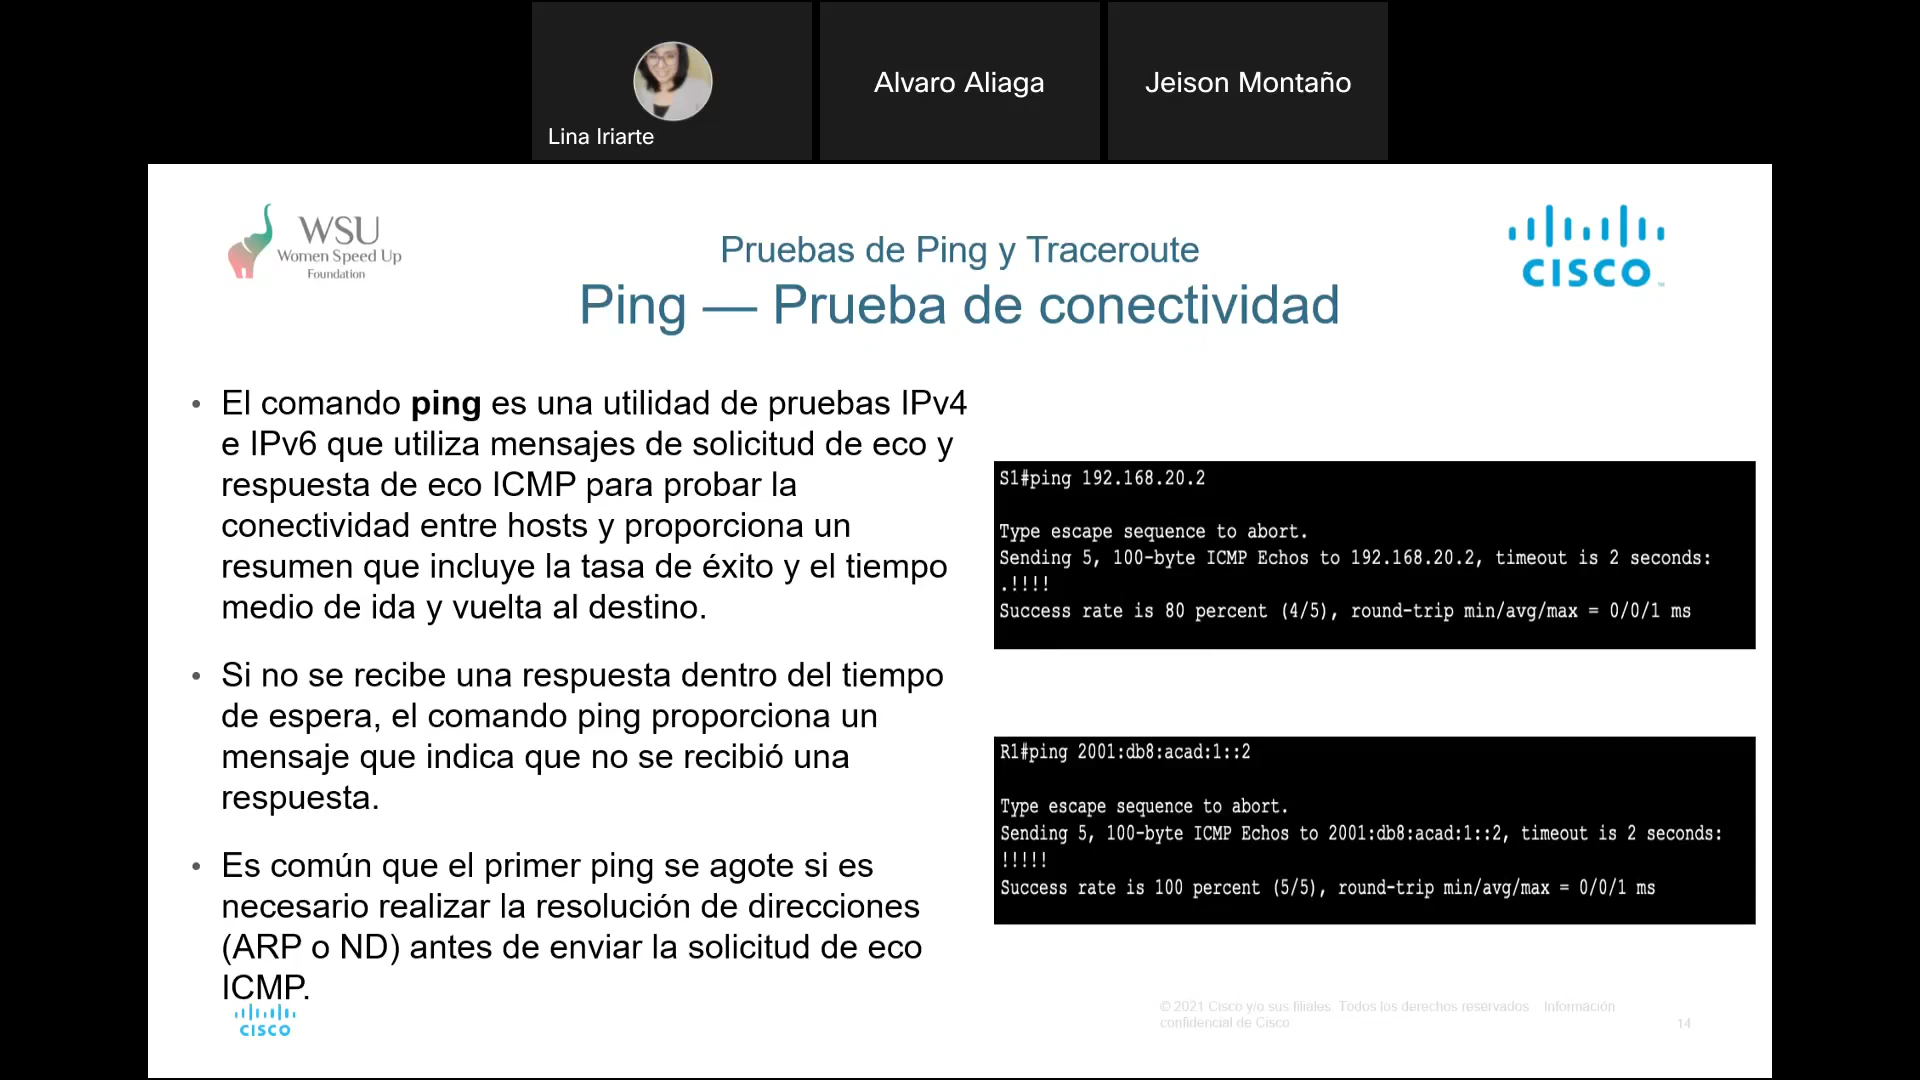 Lina Iriarte
Alvaro Aliaga
Jeison Montaño
WSU
Women Speed Up
Foundation
Pruebas de Ping y Traceroute
Ping — Prueba de conectividad
CISCO
• El comando ping es una utilidad de pruebas IPv4
e IPv6 que utiliza mensajes de solicitud de eco y
respuesta de eco ICMP para probar la
conectividad entre hosts y proporciona un
resumen que incluye la tasa de éxito y el tiempo
medio de ida y vuelta al destino.
• Si no se recibe una respuesta dentro del tiempo
de espera, el comando ping proporciona un
mensaje que indica que no se recibió una
respuesta.
• Es común que el primer ping se agote si es
necesario realizar la resolución de direcciones
(ARP o ND) antes de enviar la solicitud de eco
ICMP.
S1#ping 192.168.20.2
Type escape sequence to abort.
Sending 5, 100-byte ICMP Echos to 192.168.20.2, timeout is 2 seconds:
.!!!!
Success rate is 80 percent (4/5), round-trip min/avg/max = 0/0/1 ms
R1#ping 2001:db8:acad:1::2
Type escape sequence to abort.
Sending 5, 100-byte ICMP Echos to 2001:db8:acad:1::2, timeout is 2 seconds:
!!!!!
Success rate is 100 percent (5/5), round-trip min/avg/max = 0/0/1 ms
CISCO
© 2021 Cisco y/o sus filiales. Todos los derechos reservados. Información
confidencial de Cisco
14